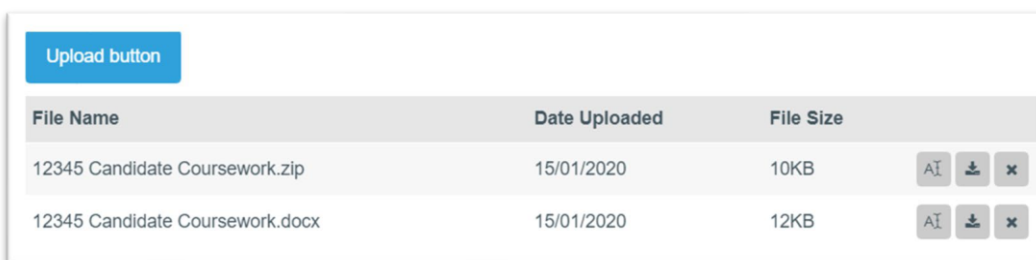 Upload button
File Name Date Uploaded File Size
12345 Candidate Coursework.zip 15/01/2020 10KB
12345 Candidate Coursework.docx 15/01/2020 12KB